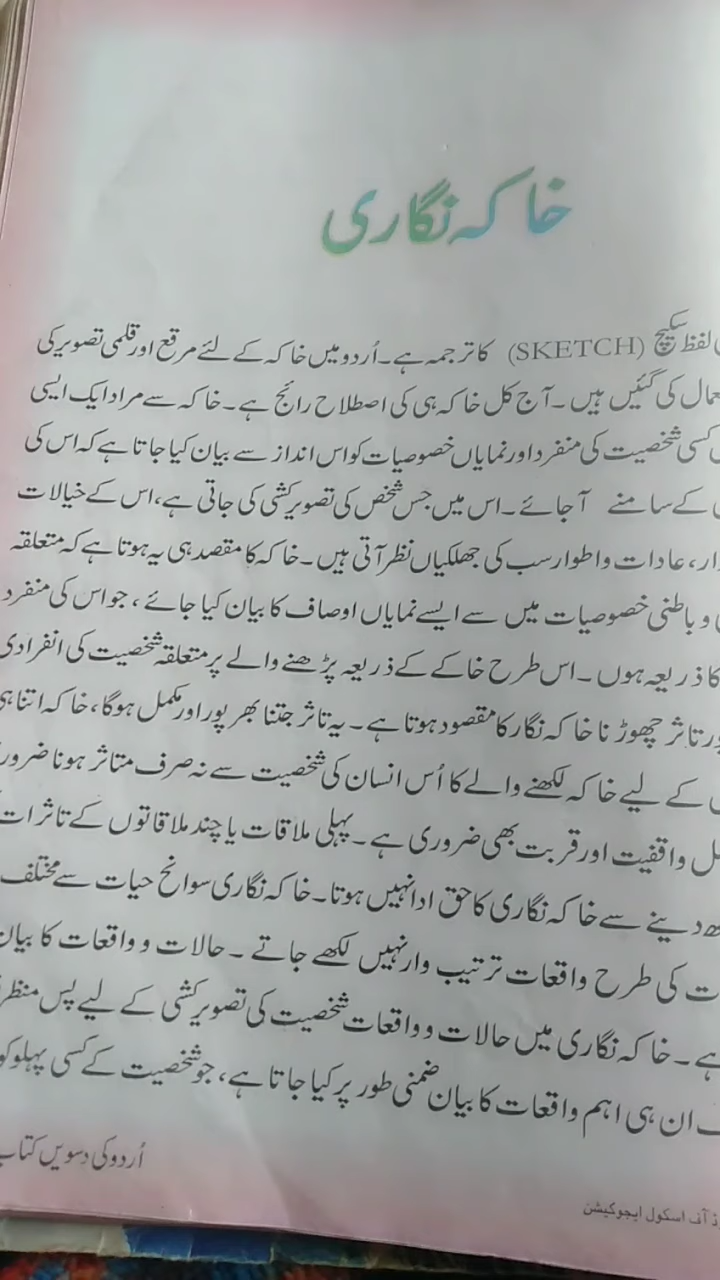 خاکہ نگاری
لفظ سکیچ (SKETCH) کا ترجمہ ہے۔ اُردو میں خاکہ کے لئے مرقع اور قلمی تصویر کی
کی گئیں ہیں ۔ آج کل خاکہ ہی کی اصطلاح رائج ہے ۔ خاکہ سے مراد ایک ایسی
کسی شخصیت کی منفرد اور نمایاں خصوصیات کو اس انداز سے بیان کیا جاتا ہے کہ اس کی
کے سامنے آ جائے ۔ اس میں جس شخص کی تصویر کشی کی جاتی ہے، اس کے خیالات
عادات و اطوار سب کی جھلکیاں نظر آتی ہیں ۔ خاکہ کا مقصد ہی یہ ہوتا ہے کہ متعلقہ
و باطنی خصوصیات میں سے ایسے نمایاں اوصاف کا بیان کیا جائے ، جو اس کی منفرد
کا ذریعہ ہوں ۔ اس طرح خاکے کے ذریعہ پڑھنے والے پر متعلقہ شخصیت کی انفرادی
تاثر چھوڑنا خاکہ نگار کا مقصود ہوتا ہے ۔ یہ تاثر جتنا بھر پور اور مکمل ہوگا، خاکہ اتنا ہی
کے لیے خاکہ لکھنے والے کا اُس انسان کی شخصیت سے نہ صرف متاثر ہونا
واقفیت اور قربت بھی ضروری ہے ۔ پہلی ملاقات یا چند ملاقاتوں کے تاثرات
دینے سے خاکہ نگاری کا حق ادا نہیں ہوتا۔ خاکہ نگاری سوانح حیات سے مختلف
کی طرح واقعات ترتیب وار نہیں لکھے جاتے ۔ حالات و واقعات کا بیان
ہے ۔ خاکہ نگاری میں حالات و واقعات شخصیت کی تصویر کشی کے لیے پس منظر
ان ہی اہم واقعات کا بیان ضمنی طور پر کیا جاتا ہے ، جو شخصیت کے کسی پہلو کو
اُردو کی دسویں کتاب
آف اسکول ایجوکیشن